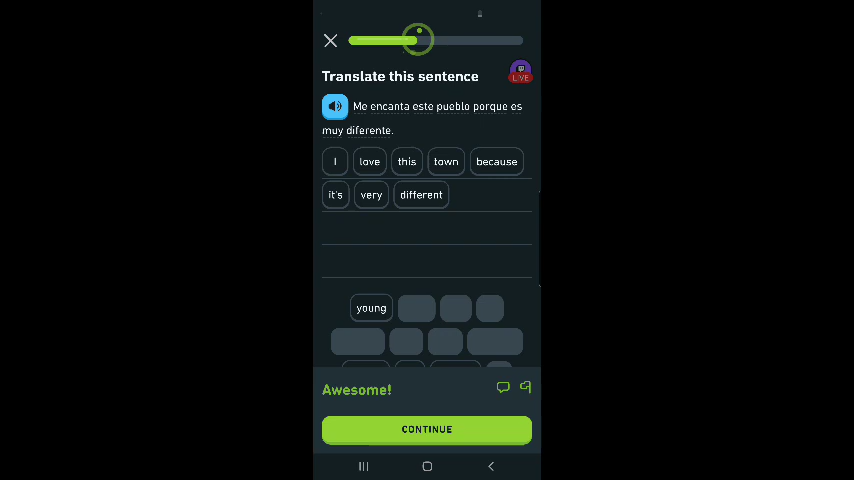 Translate this sentence
LIVE
Me encanta este pueblo porque es
muy diferente.
I love this town because
it's very different
young
Awesome!
CONTINUE